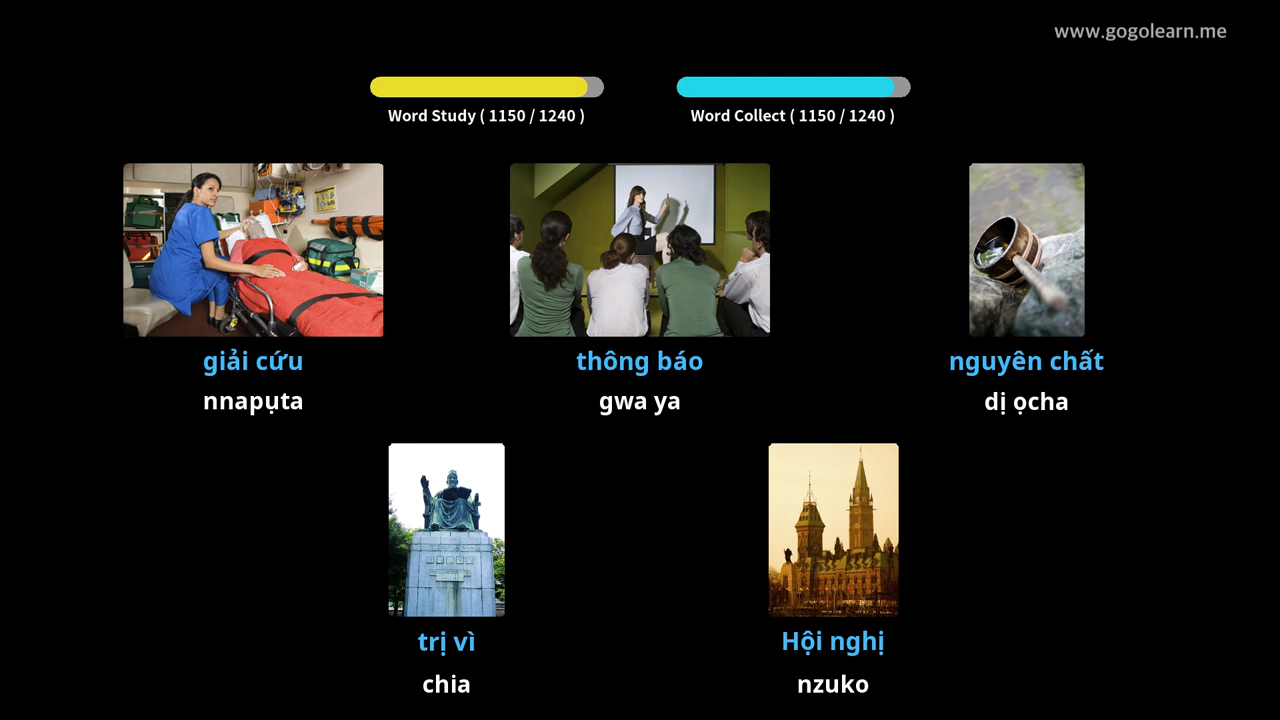 www.gogolearn.me
Word Study ( 1150 / 1240 )
Word Collect ( 1150 / 1240 )
giải cứu
thông báo
nguyên chất
nnapụta
gwa ya
dị ọcha
trị vì
Hội nghị
chia
nzuko